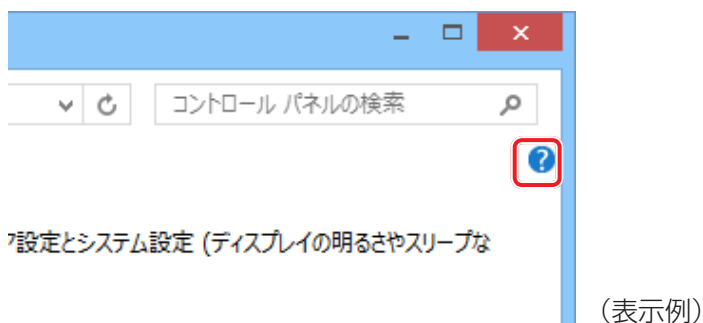 コントロール パネルの検索
?
ア設定とシステム設定 (ディスプレイの明るさやスリープな
（表示例）